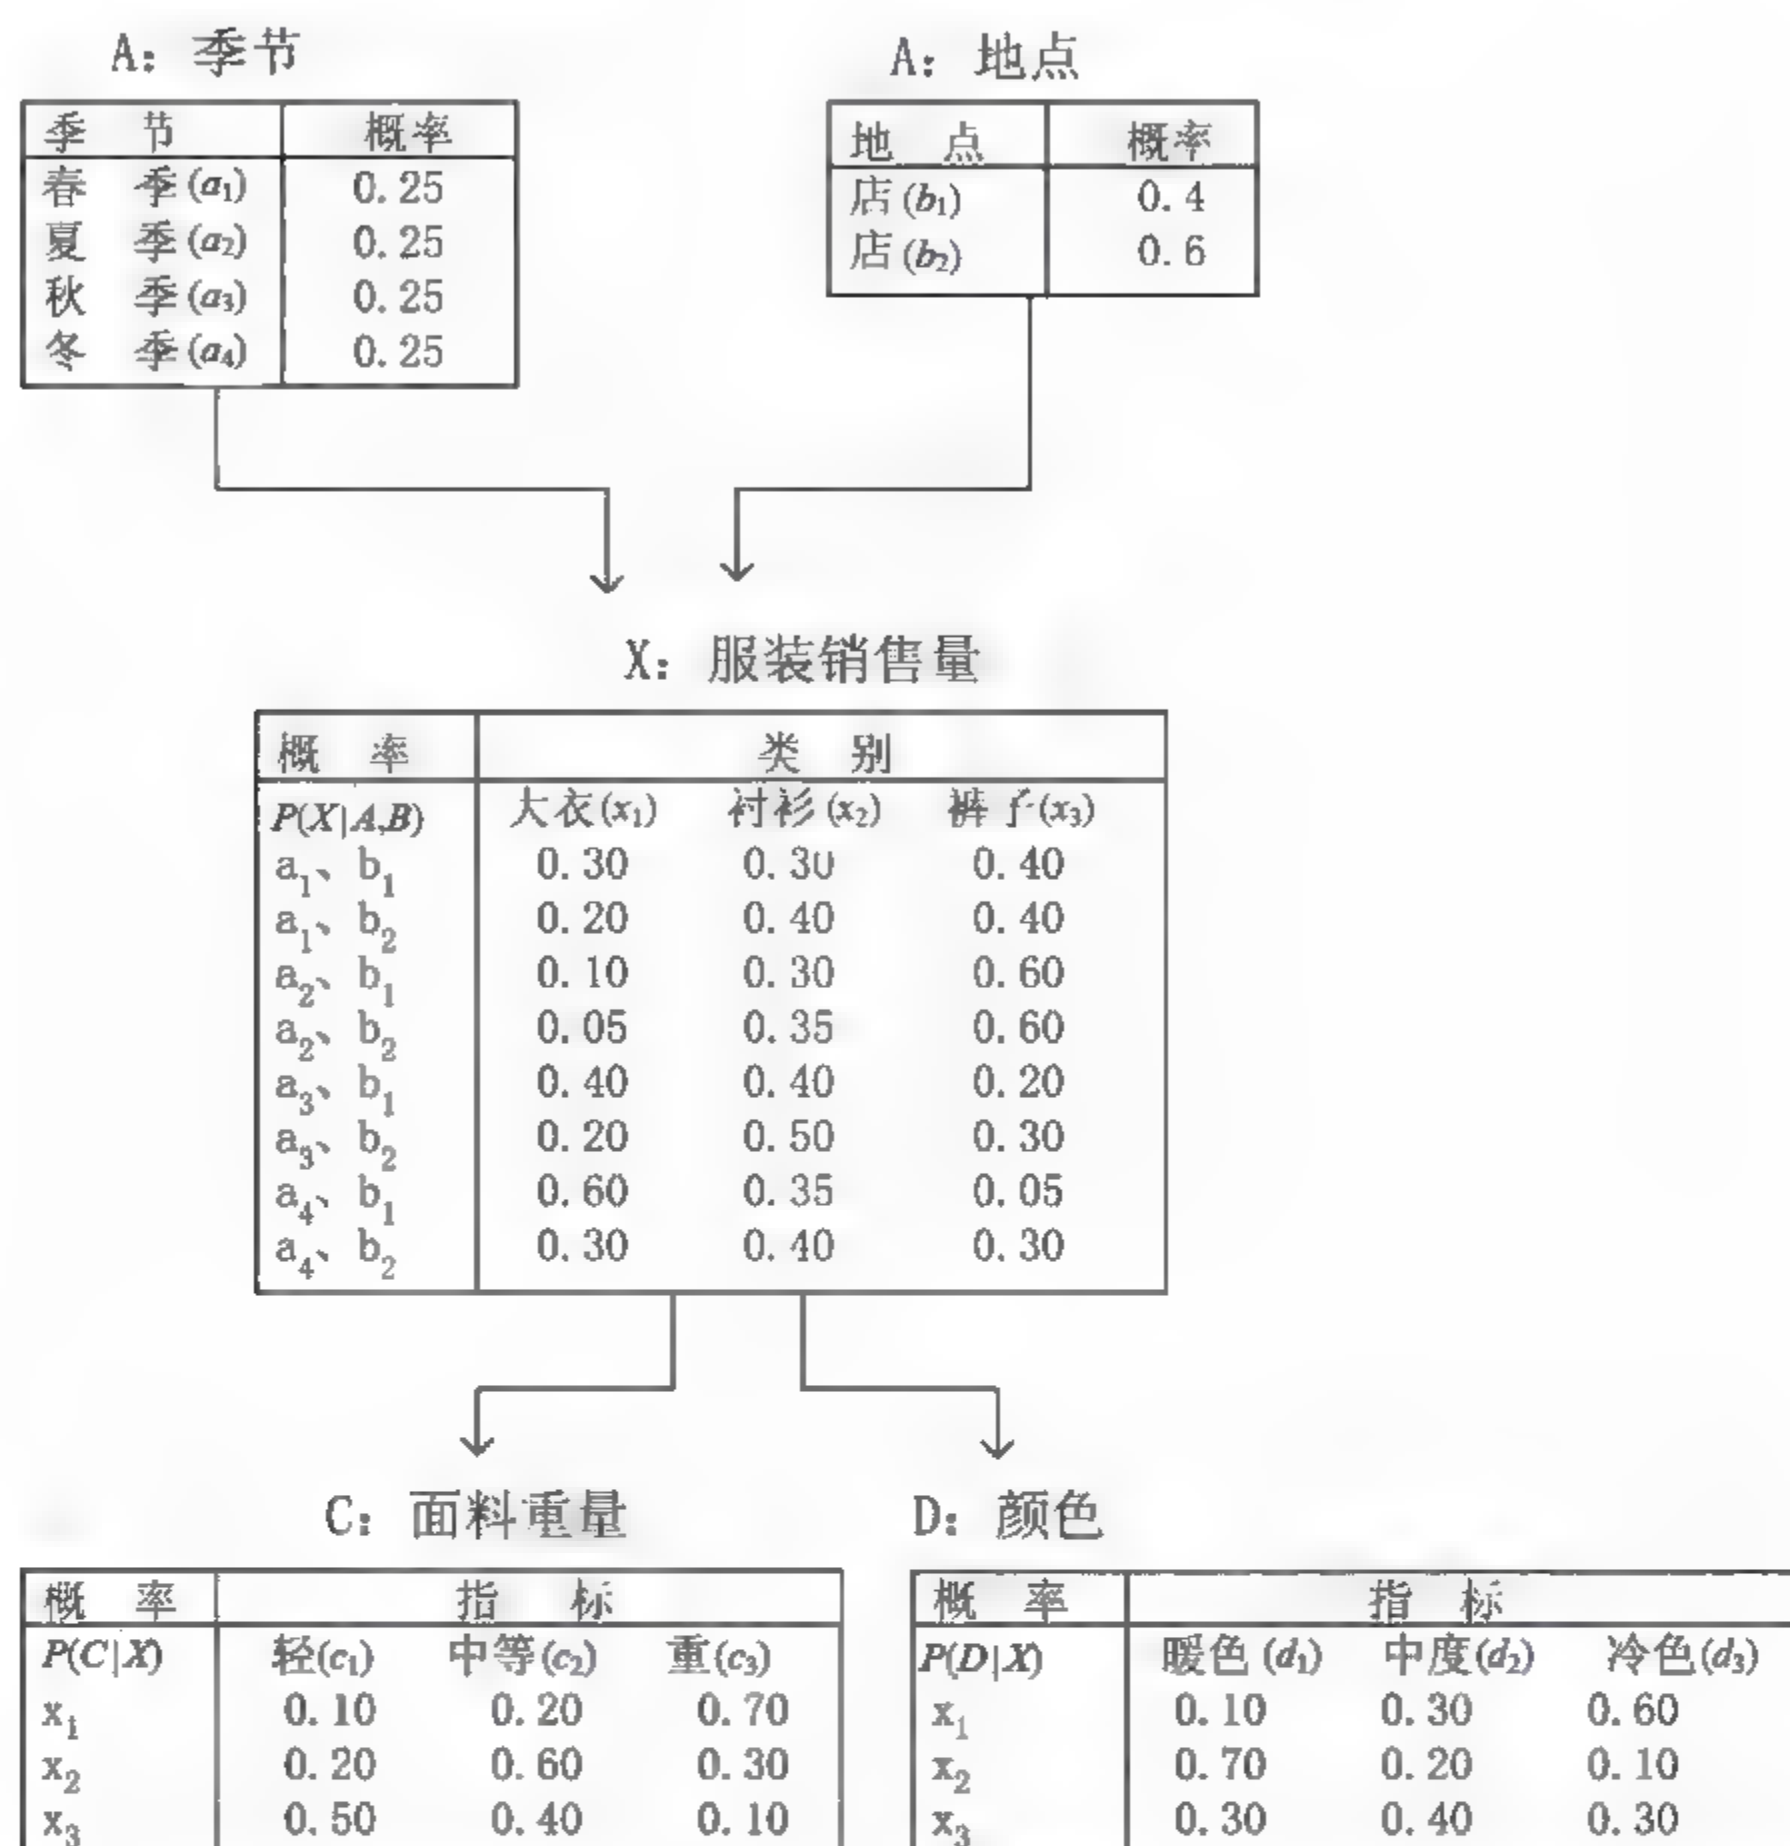 A: 季节
季 节 概率
春 季(a₁) 0.25
夏 季(a₂) 0.25
秋 季(a₃) 0.25
冬 季(a₄) 0.25
A: 地点
地 点 概率
店(b₁) 0.4
店(b₂) 0.6
X: 服装销售量
概 率 类 别
P(X|A,B) 大衣(x₁) 衬衫(x₂) 裤子(x₃)
a₁、b₁ 0.30 0.30 0.40
a₁、b₂ 0.20 0.40 0.40
a₂、b₁ 0.10 0.30 0.60
a₂、b₂ 0.05 0.35 0.60
a₃、b₁ 0.40 0.40 0.20
a₃、b₂ 0.20 0.50 0.30
a₄、b₁ 0.60 0.35 0.05
a₄、b₂ 0.30 0.40 0.30
C: 面料重量
概 率 指 标
P(C|X) 轻(c₁) 中等(c₂) 重(c₃)
x₁ 0.10 0.20 0.70
x₂ 0.20 0.60 0.30
x₃ 0.50 0.40 0.10
D: 颜色
概 率 指 标
P(D|X) 暖色(d₁) 中度(d₂) 冷色(d₃)
x₁ 0.10 0.30 0.60
x₂ 0.70 0.20 0.10
x₃ 0.30 0.40 0.30